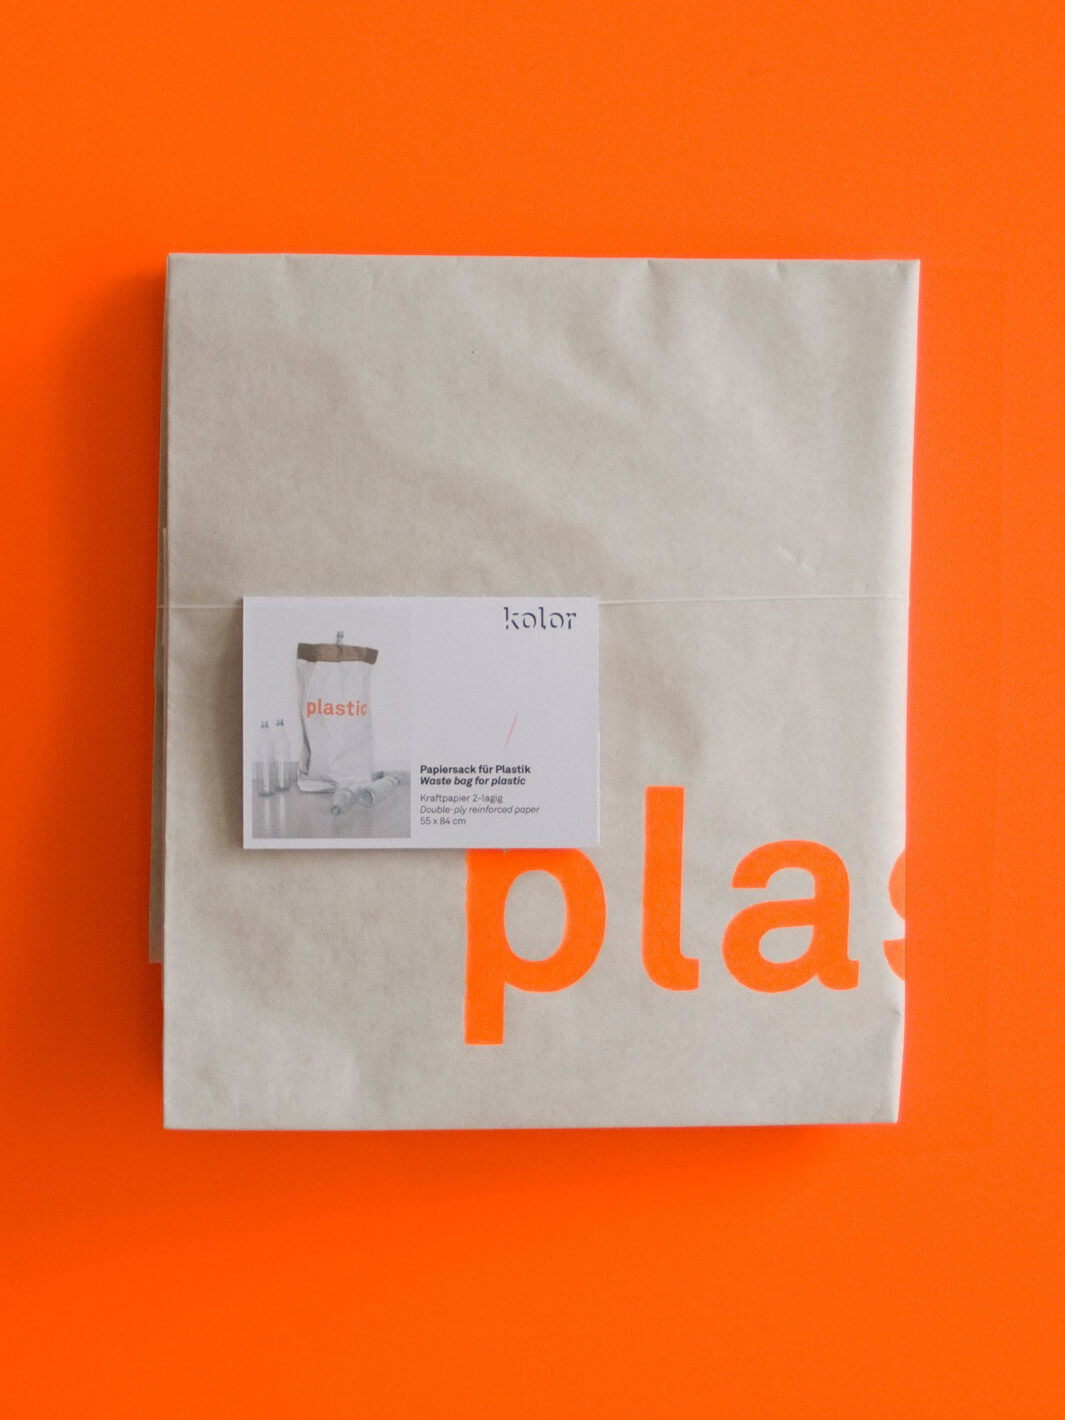 kolor
plastic
Papiersack für Plastik
Waste bag for plastic
Kraftpapier 2-lagig
Double-ply reinforced paper
55 x 84 cm
plas